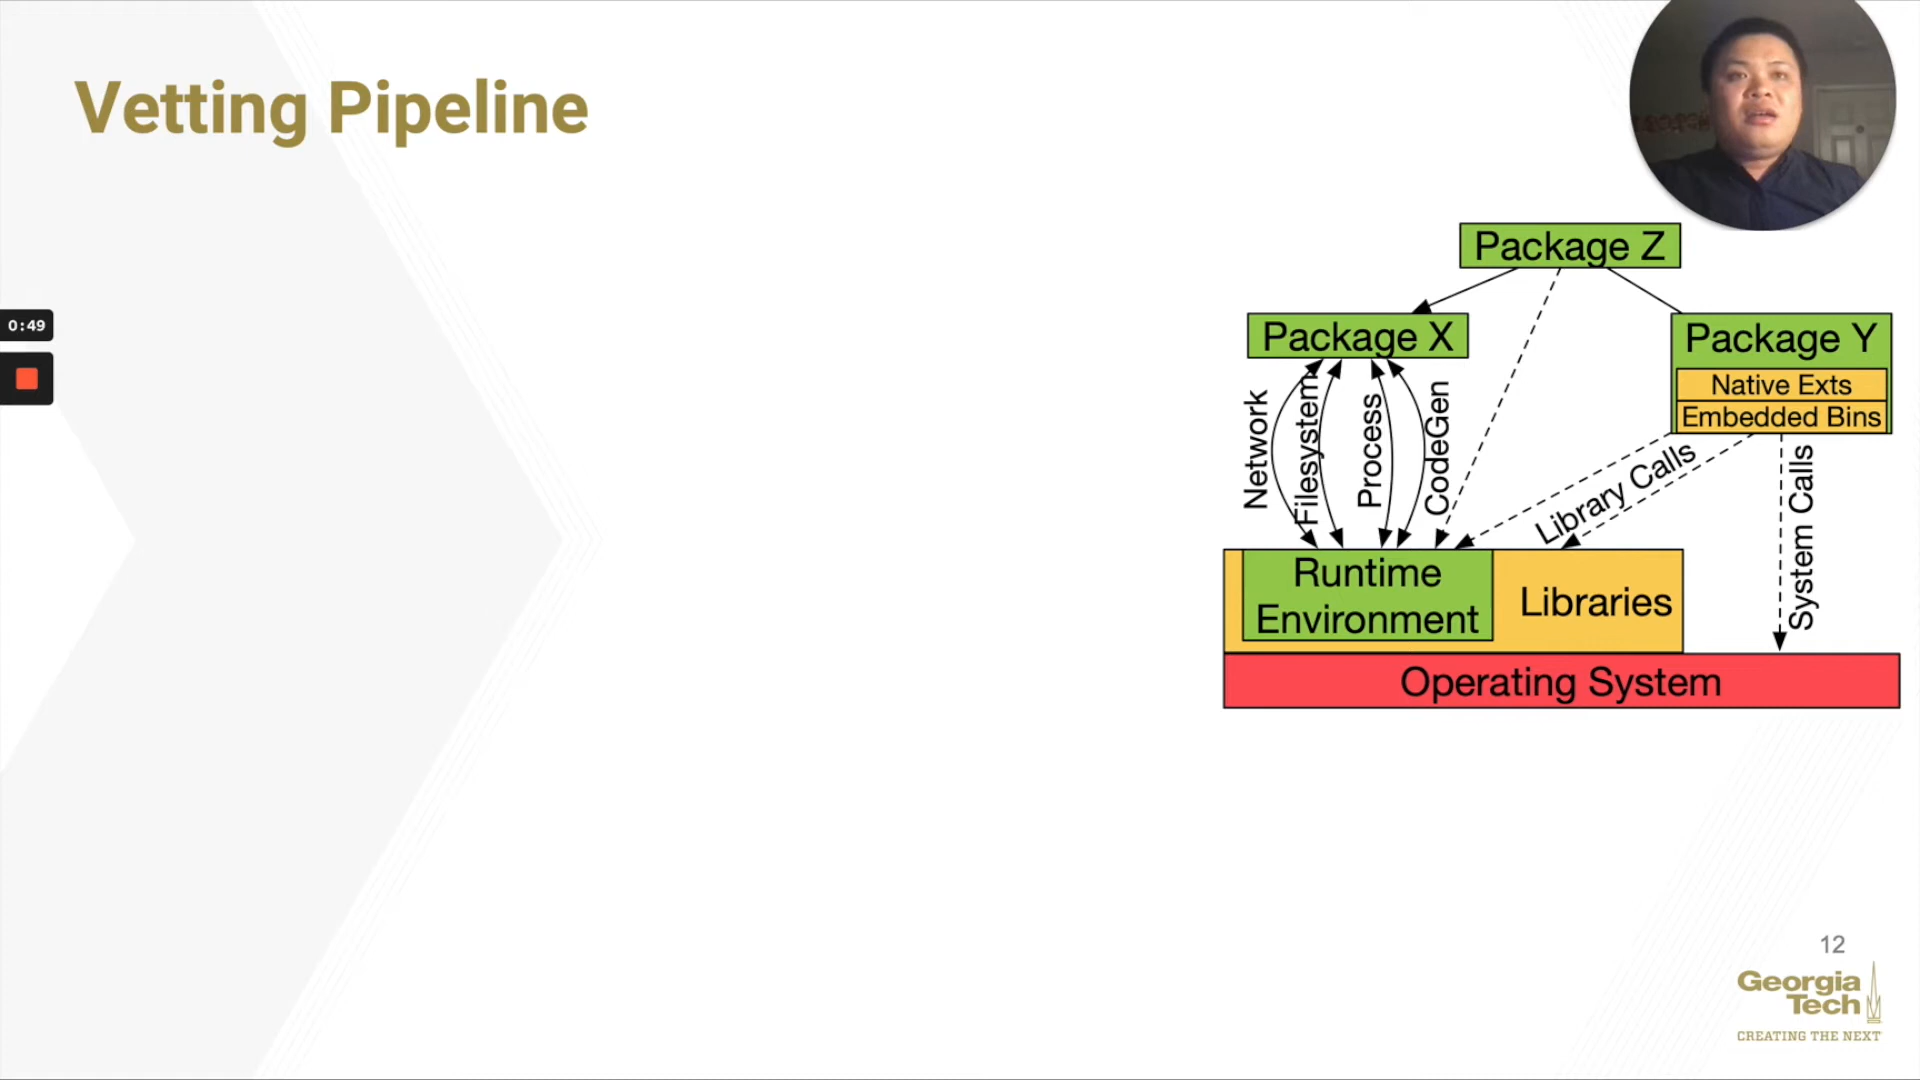 Vetting Pipeline
0:49
Package Z
Package X
Package Y
Native Exts
Embedded Bins
Network
Filesystem
Process
CodeGen
Library Calls
System Calls
Runtime
Environment
Libraries
Operating System
12
Georgia
Tech
CREATING THE NEXT